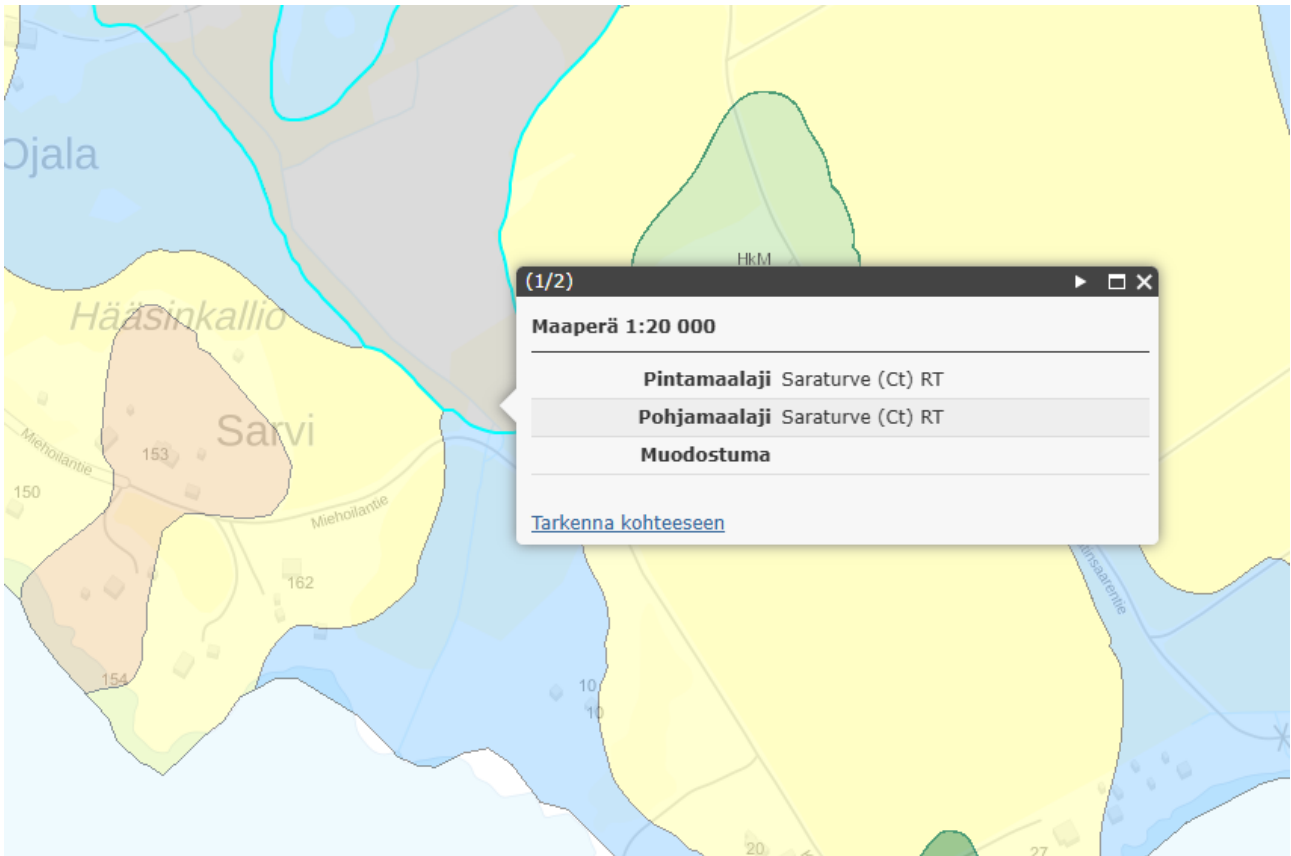 Ojala
HkM
(1/2)
Maaperä 1:20 000
Pintamaalaji Saraturve (Ct) RT
Pohjamaalaji Saraturve (Ct) RT
Muodostuma
Tarkenna kohteeseen
Hääsinkallio
Sarvi
Miehoilantie
153
150
Miehoilantie
162
154
10
10
20
27